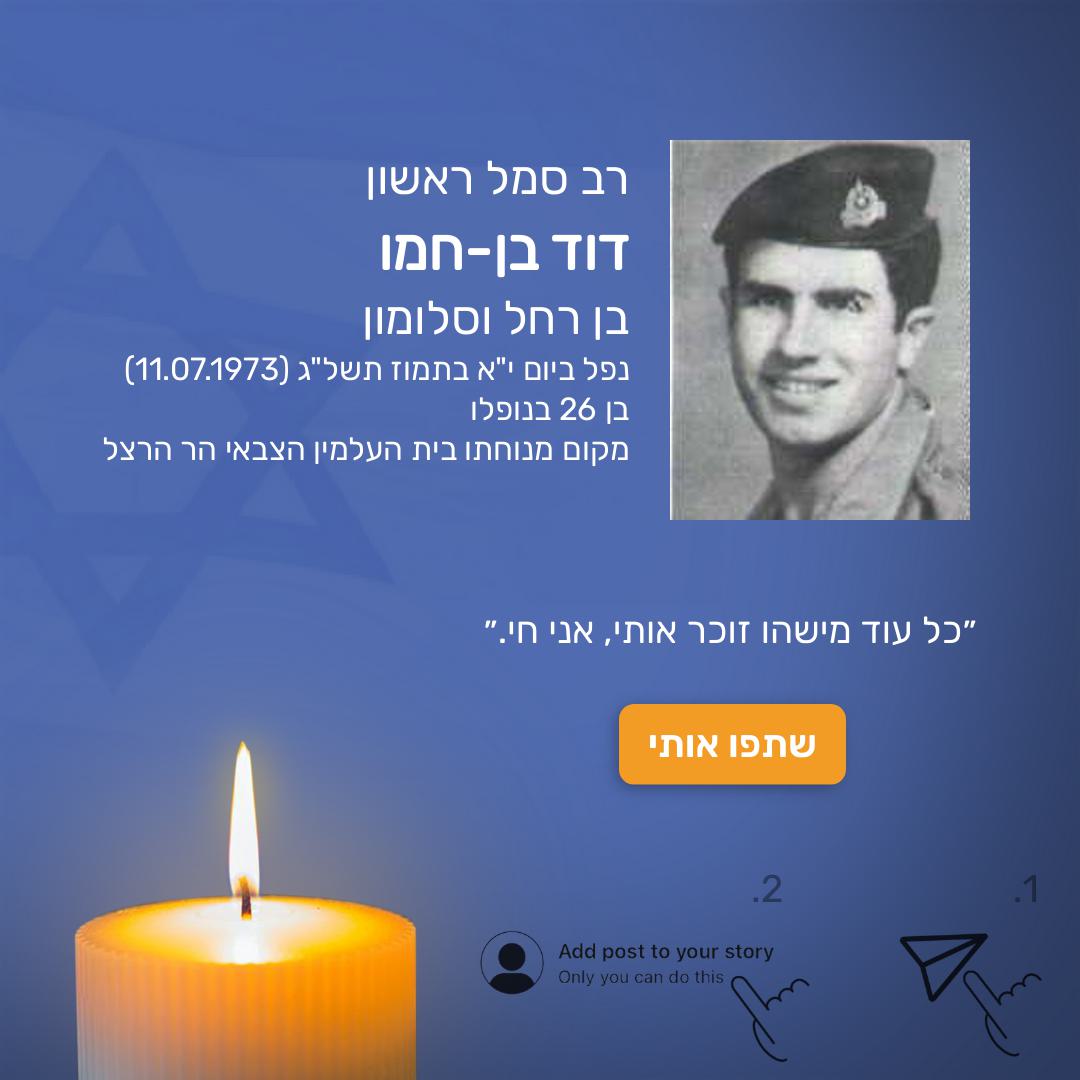 רב סמל ראשון
דוד בן-חמו
בן רחל וסלומון
נפל ביום י"א בתמוז תשל"ג (11.07.1973)
בן 26 בנופלו
מקום מנוחתו בית העלמין הצבאי הר הרצל
״כל עוד מישהו זוכר אותי, אני חי.״
שתפו אותי
.1
.2
Add post to your story
Only you can do this